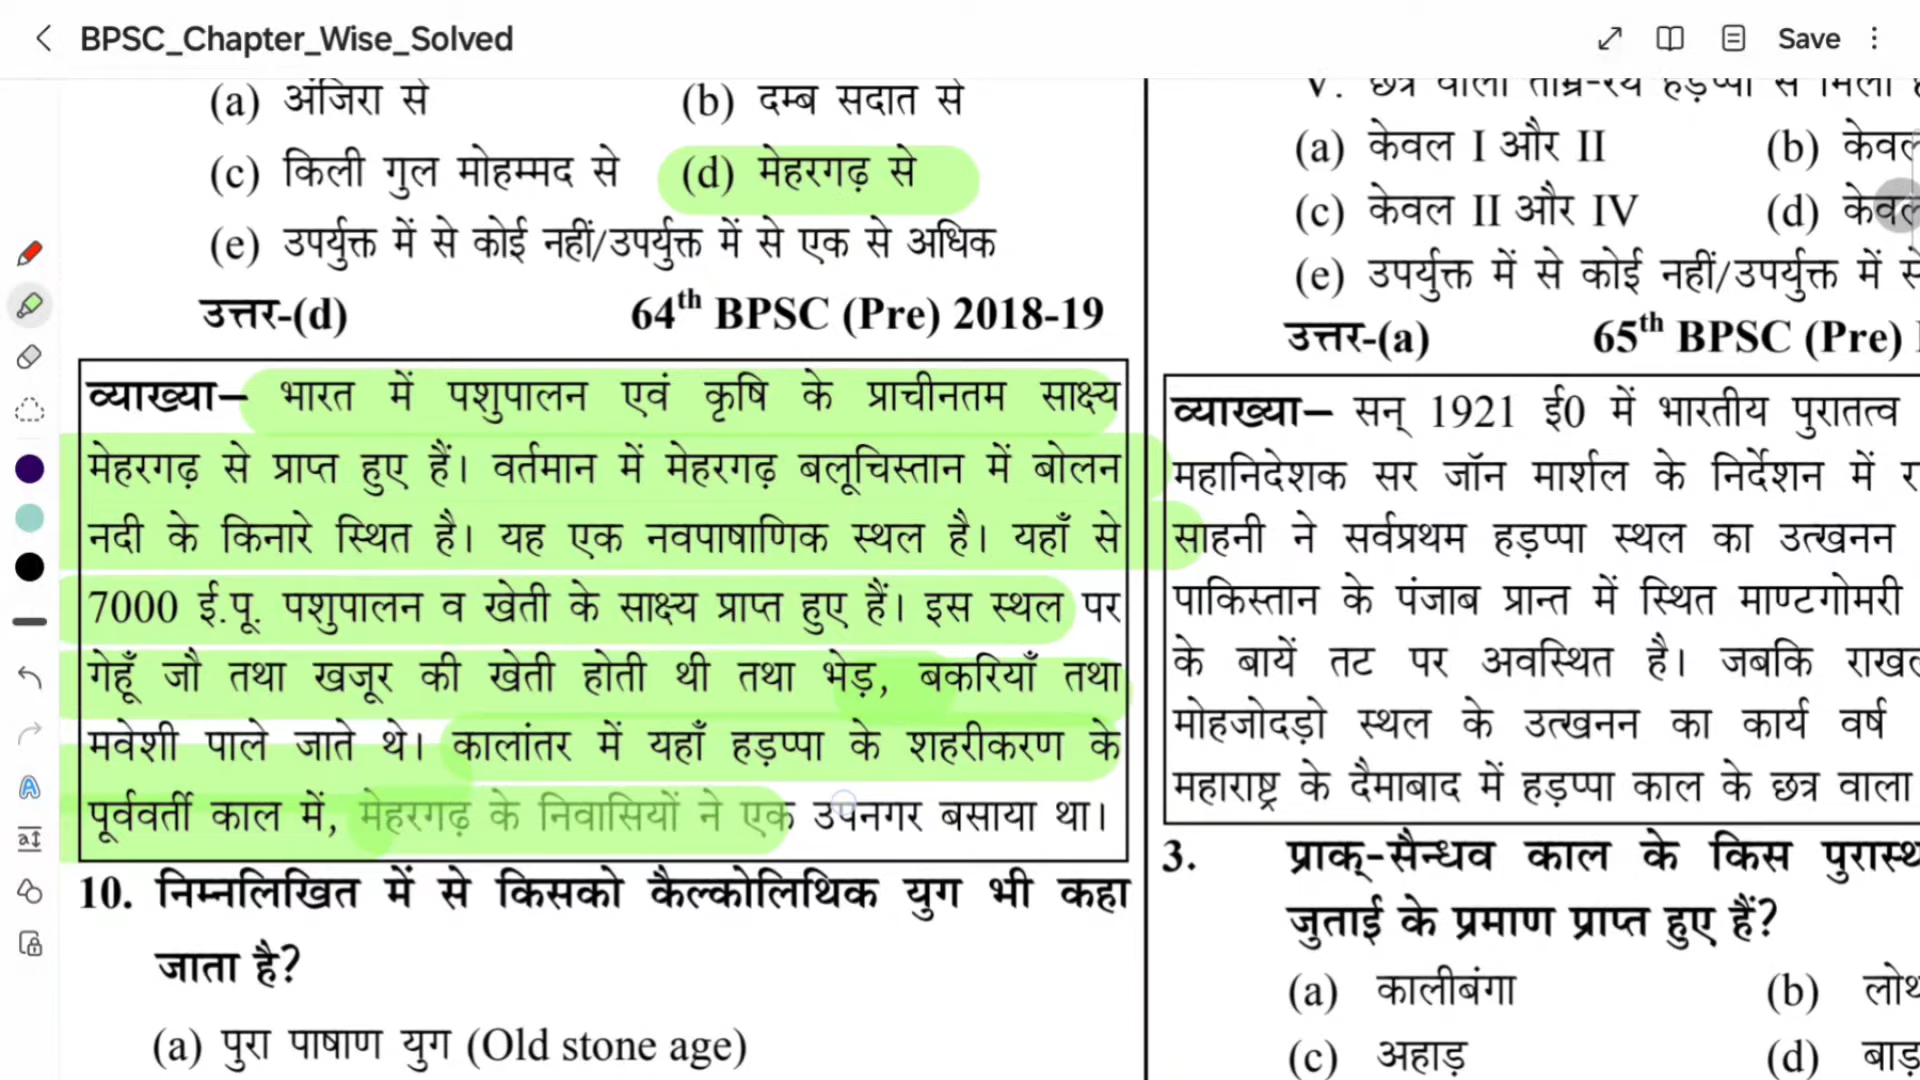 BPSC_Chapter_Wise_Solved
Save
(a) अंजिरा से (b) दम्ब सदात से
(c) किली गुल मोहम्मद से (d) मेहरगढ़ से
(e) उपर्युक्त में से कोई नहीं/उपर्युक्त में से एक से अधिक
उत्तर-(d) 64th BPSC (Pre) 2018-19
व्याख्या– भारत में पशुपालन एवं कृषि के प्राचीनतम साक्ष्य
मेहरगढ़ से प्राप्त हुए हैं। वर्तमान में मेहरगढ़ बलूचिस्तान में बोलन
नदी के किनारे स्थित है। यह एक नवपाषाणिक स्थल है। यहाँ से
7000 ई.पू. पशुपालन व खेती के साक्ष्य प्राप्त हुए हैं। इस स्थल पर
गेहूँ जौ तथा खजूर की खेती होती थी तथा भेड़, बकरियाँ तथा
मवेशी पाले जाते थे। कालांतर में यहाँ हड़प्पा के शहरीकरण के
पूर्ववर्ती काल में, मेहरगढ़ के निवासियों ने एक उपनगर बसाया था।
10. निम्नलिखित में से किसको कैल्कोलिथिक युग भी कहा
जाता है?
(a) पुरा पाषाण युग (Old stone age)
V. छत्र वाला ताम्र-रथ हड़प्पा से मिला
(a) केवल I और II (b)
(c) केवल II और IV (d)
(e) उपर्युक्त में से कोई नहीं/उपर्युक्त में से
उत्तर-(a) 65th BPSC (Pre)
व्याख्या– सन् 1921 ई0 में भारतीय पुरातत्व
महानिदेशक सर जॉन मार्शल के निर्देशन में
साहनी ने सर्वप्रथम हड़प्पा स्थल का उत्खनन
पाकिस्तान के पंजाब प्रान्त में स्थित माण्टगोमरी
के बायें तट पर अवस्थित है। जबकि
मोहजोदड़ो स्थल के उत्खनन का कार्य वर्ष
महाराष्ट्र के दैमाबाद में हड़प्पा काल के छत्र वाला
3. प्राक्-सैन्धव काल के किस
जुताई के प्रमाण प्राप्त हुए हैं?
(a) कालीबंगा (b)
(c) अहाड़ (d)